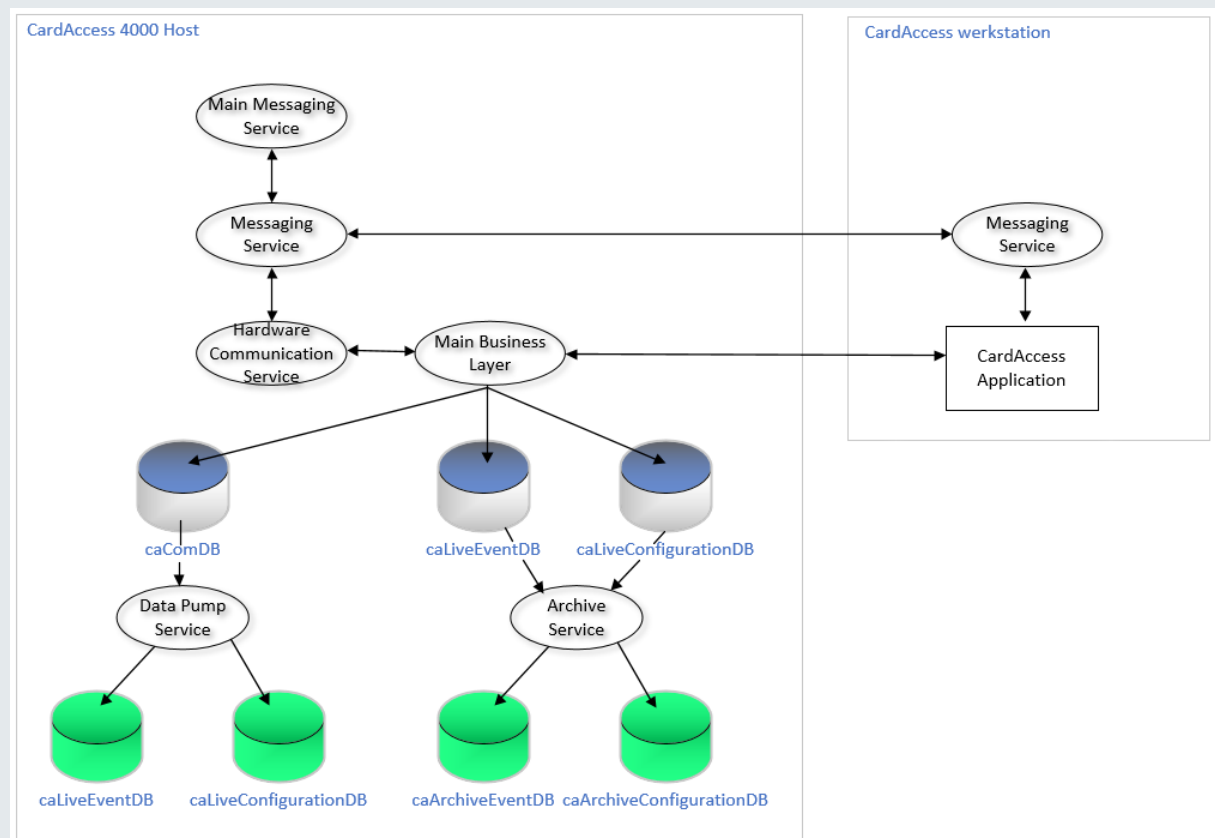 CardAccess 4000 Host
CardAccess werkstation
Main Messaging
Service
Messaging
Service
Messaging
Service
Hardware
Communication
Service
Main Business
Layer
CardAccess
Application
caComDB
caLiveEventDB
caLiveConfigurationDB
Data Pump
Service
Archive
Service
caLiveEventDB
caLiveConfigurationDB
caArchiveEventDB
caArchiveConfigurationDB